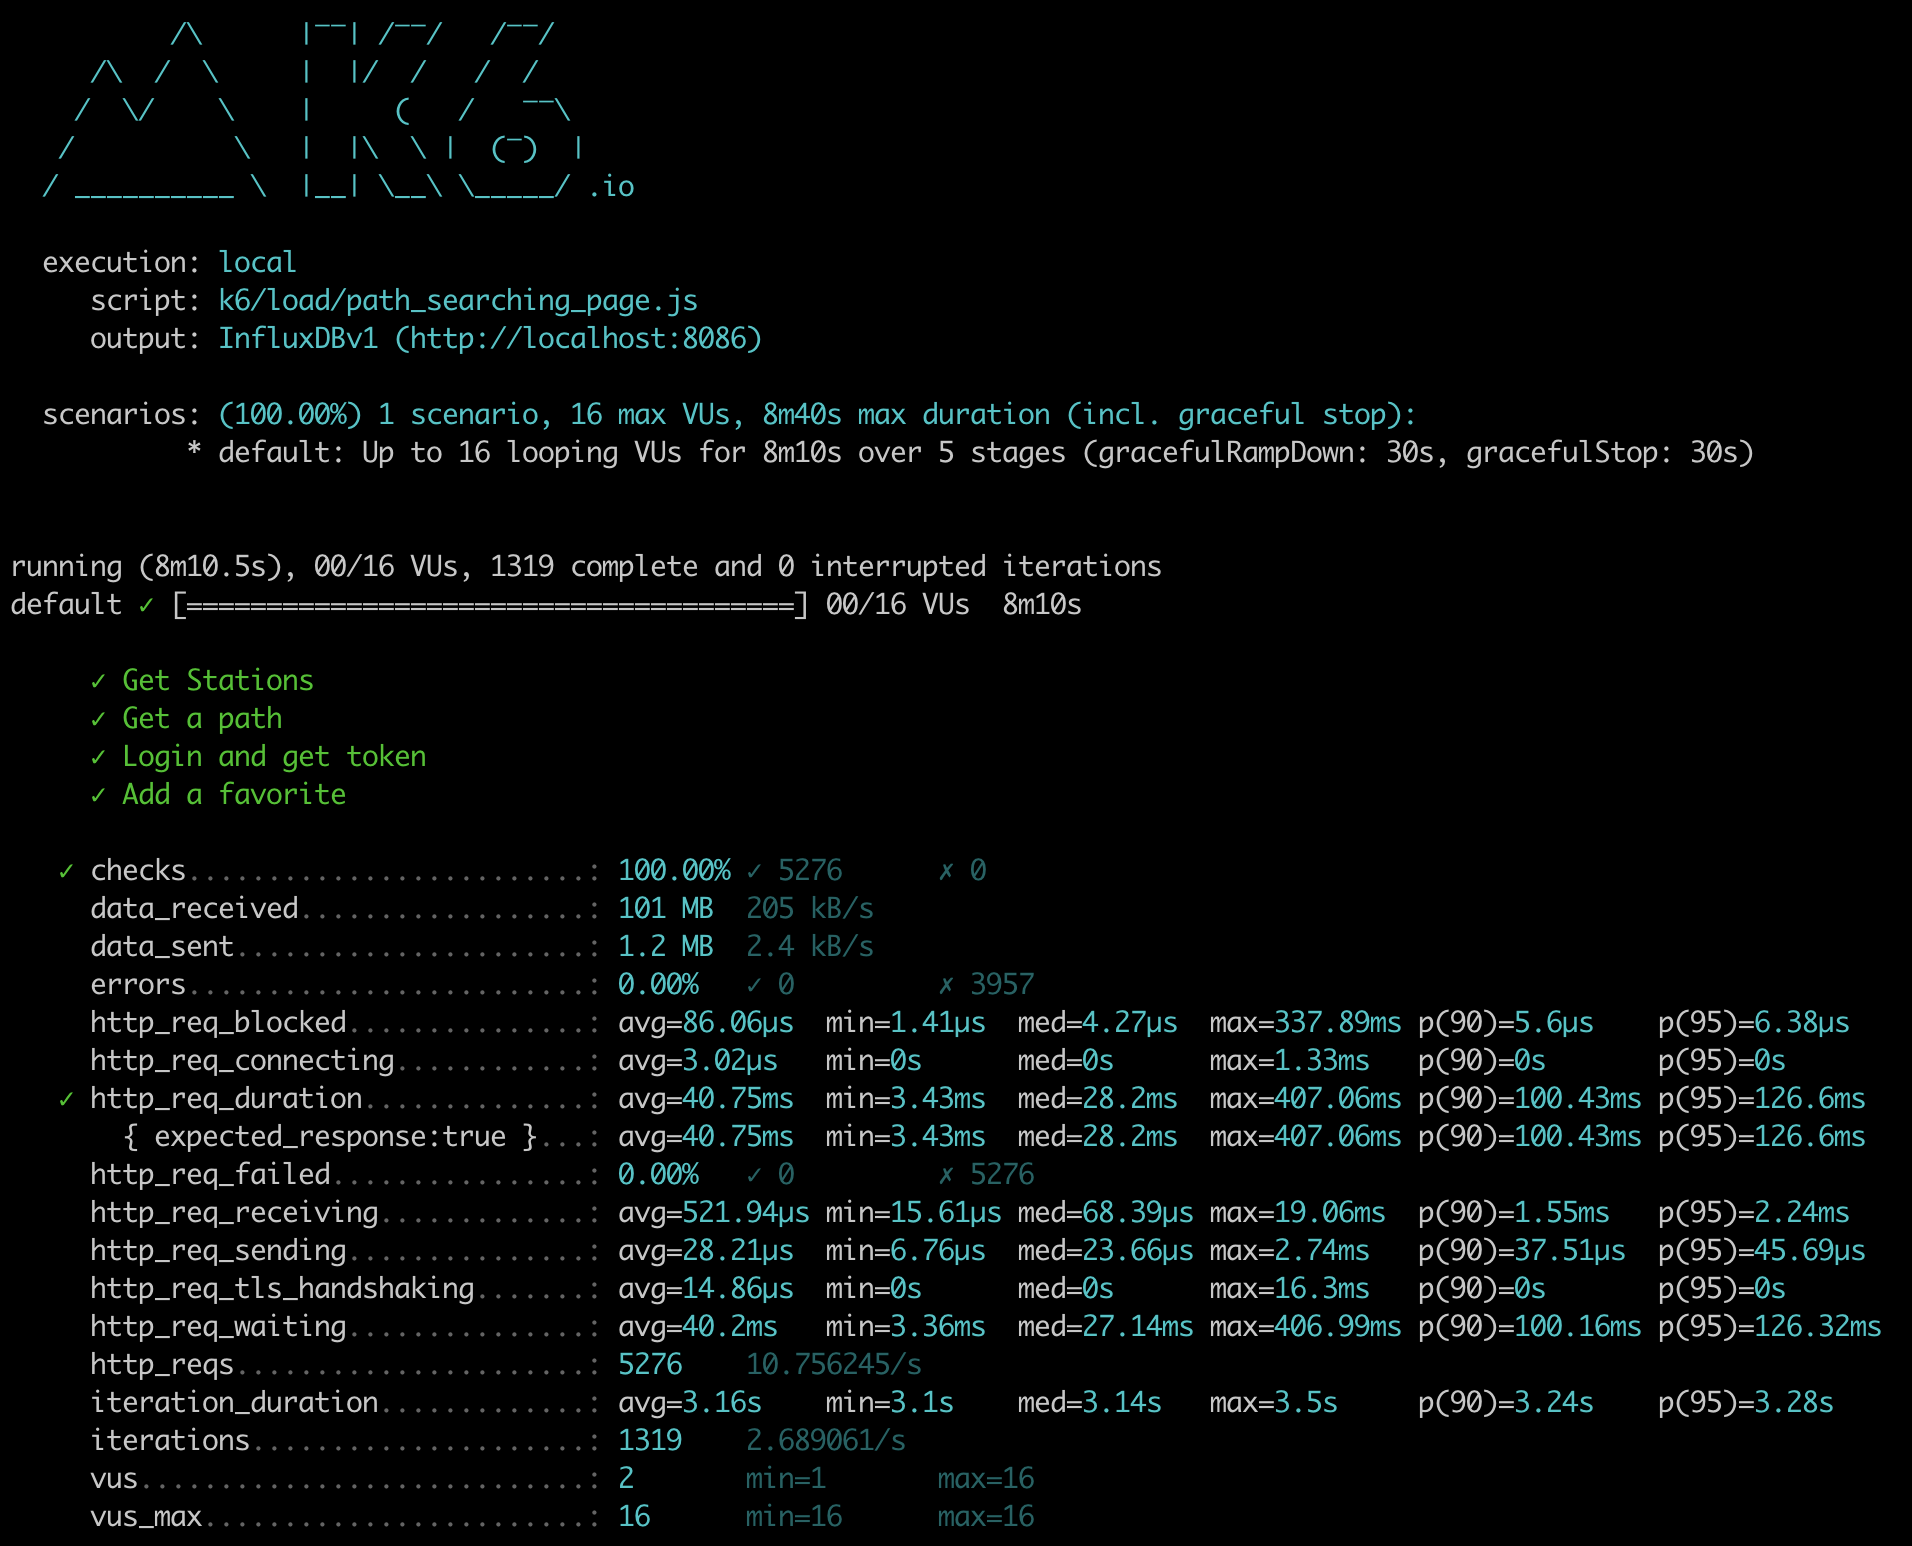 /\      |‾‾| /‾‾/   /‾‾/
     /\  /  \     |  |/  /   /  /
    /  \/    \    |     (   /   ‾‾\
   /          \   |  |\  \ |  (‾)  |
  / __________ \  |__| \__\ \_____/ .io

  execution: local
     script: k6/load/path_searching_page.js
     output: InfluxDBv1 (http://localhost:8086)

  scenarios: (100.00%) 1 scenario, 16 max VUs, 8m40s max duration (incl. graceful stop):
           * default: Up to 16 looping VUs for 8m10s over 5 stages (gracefulRampDown: 30s, gracefulStop: 30s)

running (8m10.5s), 00/16 VUs, 1319 complete and 0 interrupted iterations
default ✓ [======================================] 00/16 VUs  8m10s

     ✓ Get Stations
     ✓ Get a path
     ✓ Login and get token
     ✓ Add a favorite

   ✓ checks.........................: 100.00% ✓ 5276      ✗ 0
     data_received..................: 101 MB  205 kB/s
     data_sent......................: 1.2 MB  2.4 kB/s
     errors.........................: 0.00%   ✓ 0         ✗ 3957
     http_req_blocked...............: avg=86.06µs  min=1.41µs  med=4.27µs  max=337.89ms p(90)=5.6µs    p(95)=6.38µs
     http_req_connecting............: avg=3.02µs   min=0s      med=0s      max=1.33ms   p(90)=0s       p(95)=0s
   ✓ http_req_duration..............: avg=40.75ms  min=3.43ms  med=28.2ms  max=407.06ms p(90)=100.43ms p(95)=126.6ms
       { expected_response:true }...: avg=40.75ms  min=3.43ms  med=28.2ms  max=407.06ms p(90)=100.43ms p(95)=126.6ms
     http_req_failed................: 0.00%   ✓ 0         ✗ 5276
     http_req_receiving.............: avg=521.94µs min=15.61µs med=68.39µs max=19.06ms  p(90)=1.55ms   p(95)=2.24ms
     http_req_sending...............: avg=28.21µs  min=6.76µs  med=23.66µs max=2.74ms   p(90)=37.51µs  p(95)=45.69µs
     http_req_tls_handshaking.......: avg=14.86µs  min=0s      med=0s      max=16.3ms   p(90)=0s       p(95)=0s
     http_req_waiting...............: avg=40.2ms   min=3.36ms  med=27.14ms max=406.99ms p(90)=100.16ms p(95)=126.32ms
     http_reqs......................: 5276    10.756245/s
     iteration_duration.............: avg=3.16s    min=3.1s    med=3.14s   max=3.5s     p(90)=3.24s    p(95)=3.28s
     iterations.....................: 1319    2.689061/s
     vus............................: 2       min=1       max=16
     vus_max........................: 16      min=16      max=16